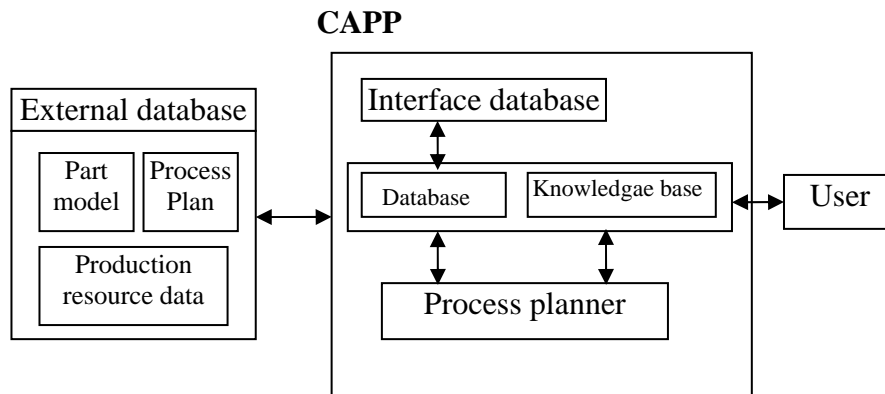 CAPP
External database
Part
model
Process
Plan
Production
resource data
Interface database
Database
Knowledgae base
Process planner
User